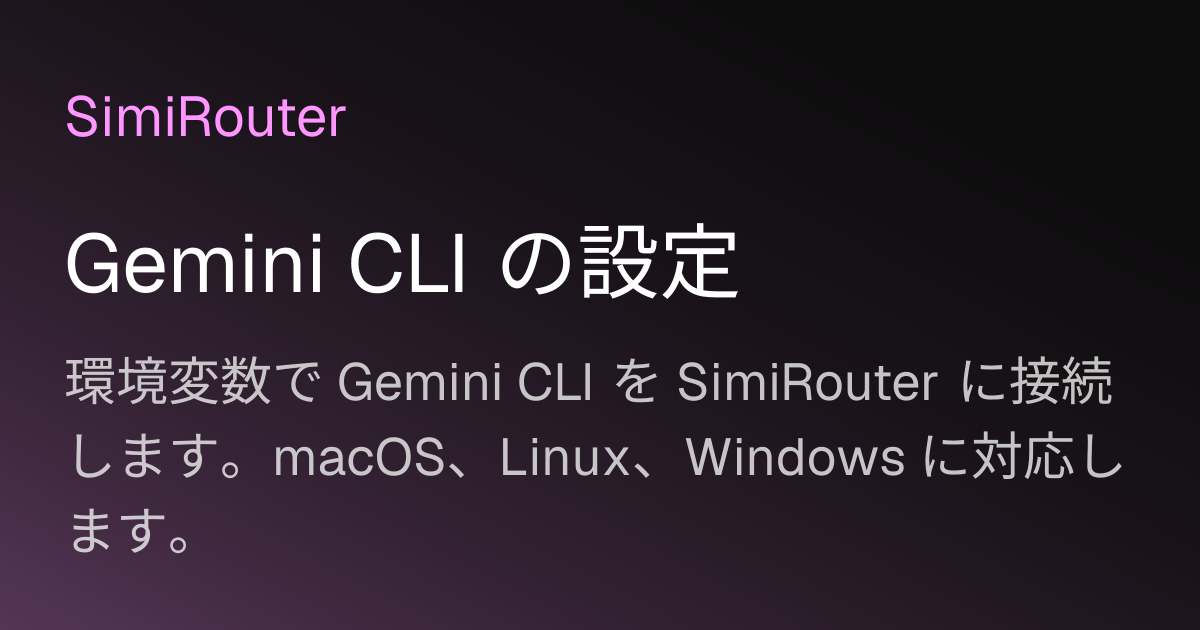 SimiRouter
Gemini CLI の設定
環境変数で Gemini CLI を SimiRouter に接続
します。macOS、Linux、Windows に対応し
ます。